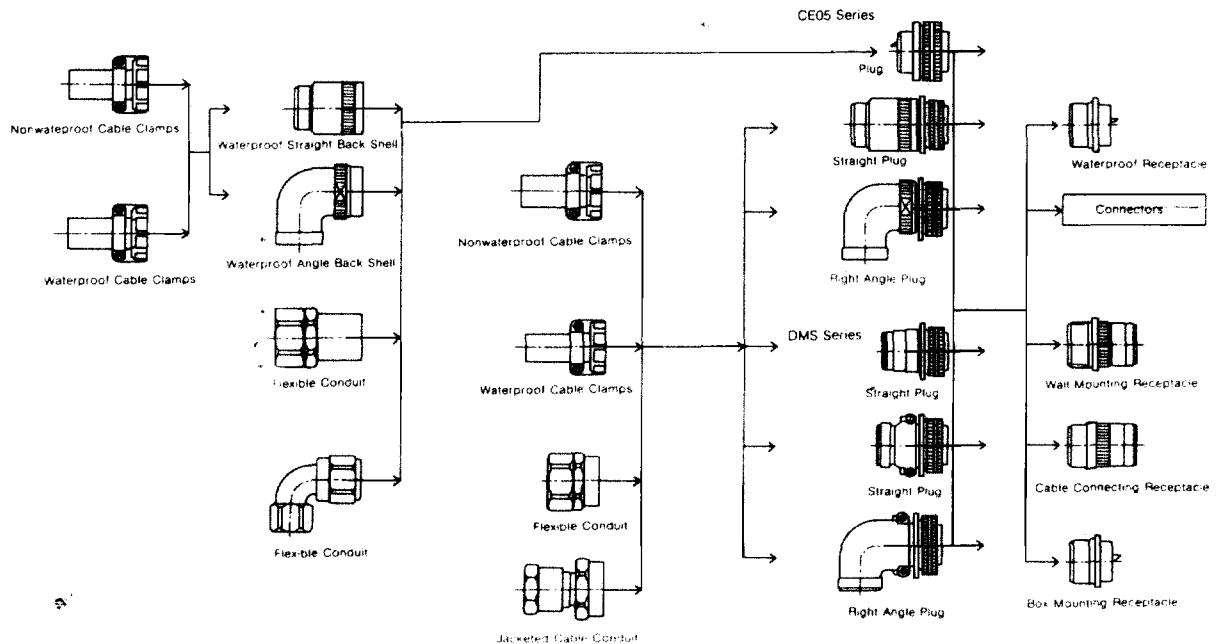 CE05 Series
Plug
Nonwateproof Cable Clamps
Waterproof Straight Back Shell
Straight Plug
Waterproof Receptacle
Connectors
Waterproof Cable Clamps
Waterproof Angle Back Shell
Nonwaterproof Cable Clamps
Right Angle Plug
DMS Series
Flexible Conduit
Waterproof Cable Clamps
Straight Plug
Wall Mounting Receptacle
Flexible Conduit
Flexible Conduit
Straight Plug
Cable Connecting Receptacle
Jacketed Cable Conduit
Right Angle Plug
Box Mounting Receptacle